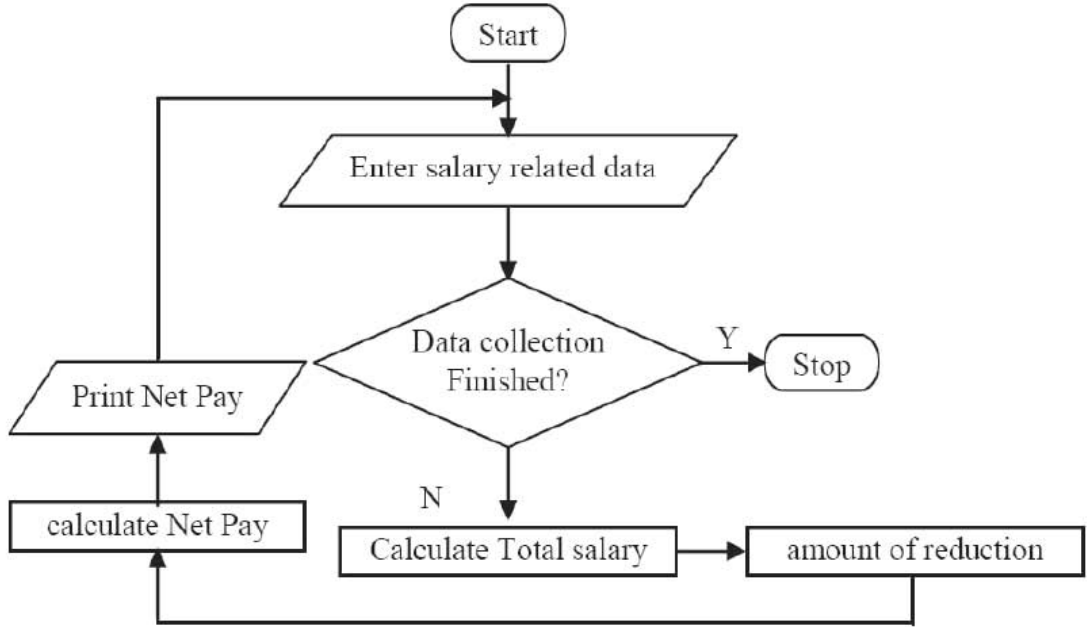 Start
Enter salary related data
Data collection
Finished?
Y
Stop
Print Net Pay
N
calculate Net Pay
Calculate Total salary
amount of reduction